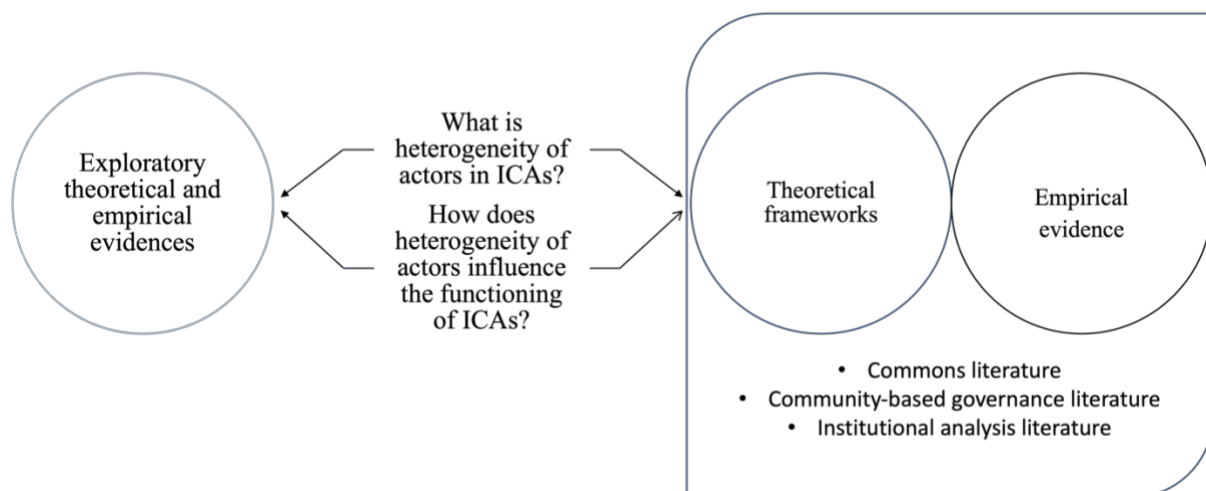 Exploratory
theoretical and
empirical
evidences
What is
heterogeneity of
actors in ICAs?
How does
heterogeneity of
actors influence
the functioning
of ICAs?
Theoretical
frameworks
Empirical
evidence
• Commons literature
• Community-based governance literature
• Institutional analysis literature